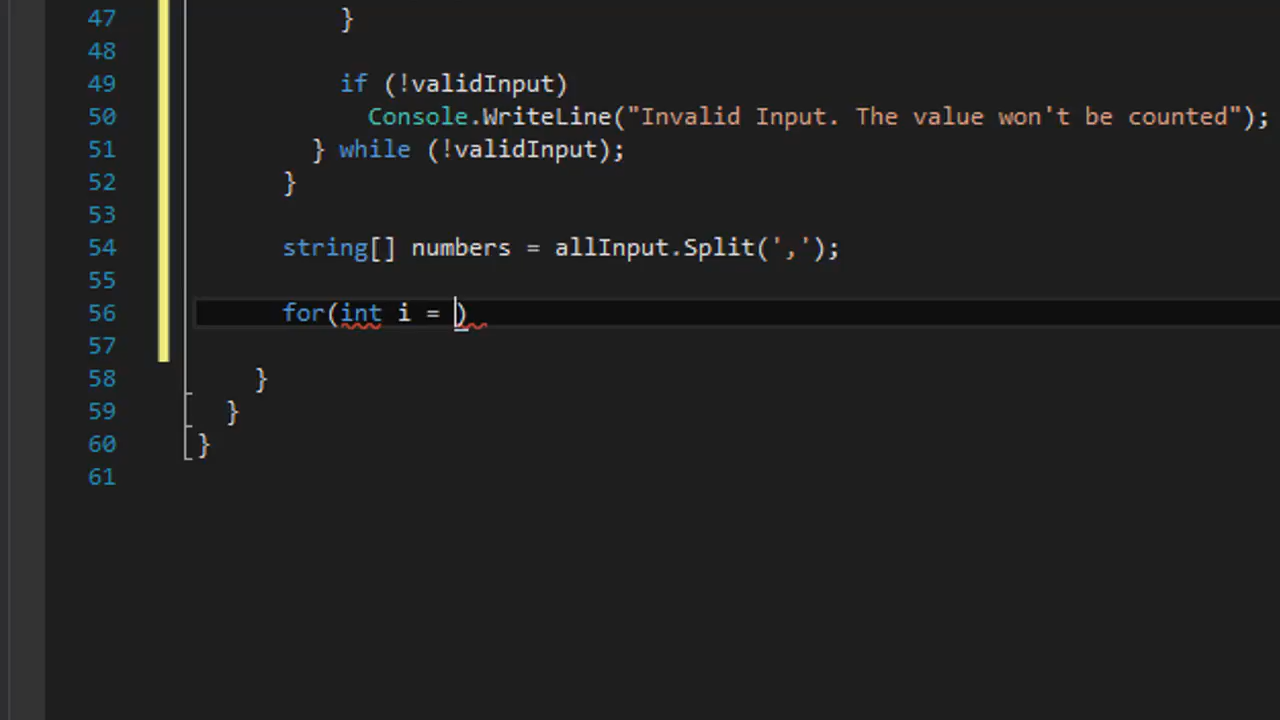 47 }
48
49 if (!validInput)
50 Console.WriteLine("Invalid Input. The value won't be counted");
51 } while (!validInput);
52 }
53
54 string[] numbers = allInput.Split(',');
55
56 for(int i = )
57
58 }
59 }
60 }
61